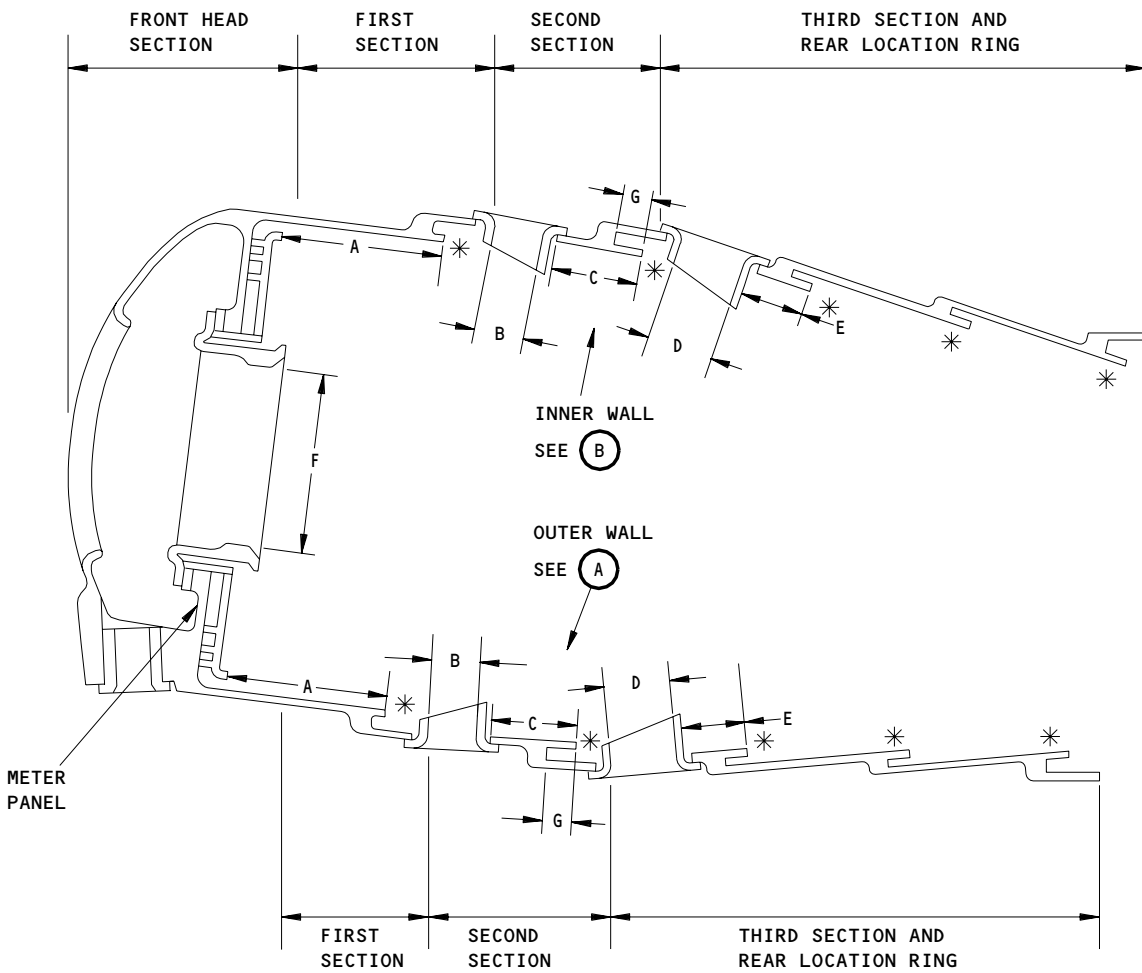 FRONT HEAD
SECTION
FIRST
SECTION
SECOND
SECTION
THIRD SECTION AND
REAR LOCATION RING
G
A
C
B
D
E
INNER WALL
SEE B
F
OUTER WALL
SEE A
B
D
A
C
E
METER
PANEL
G
FIRST
SECTION
SECOND
SECTION
THIRD SECTION AND
REAR LOCATION RING